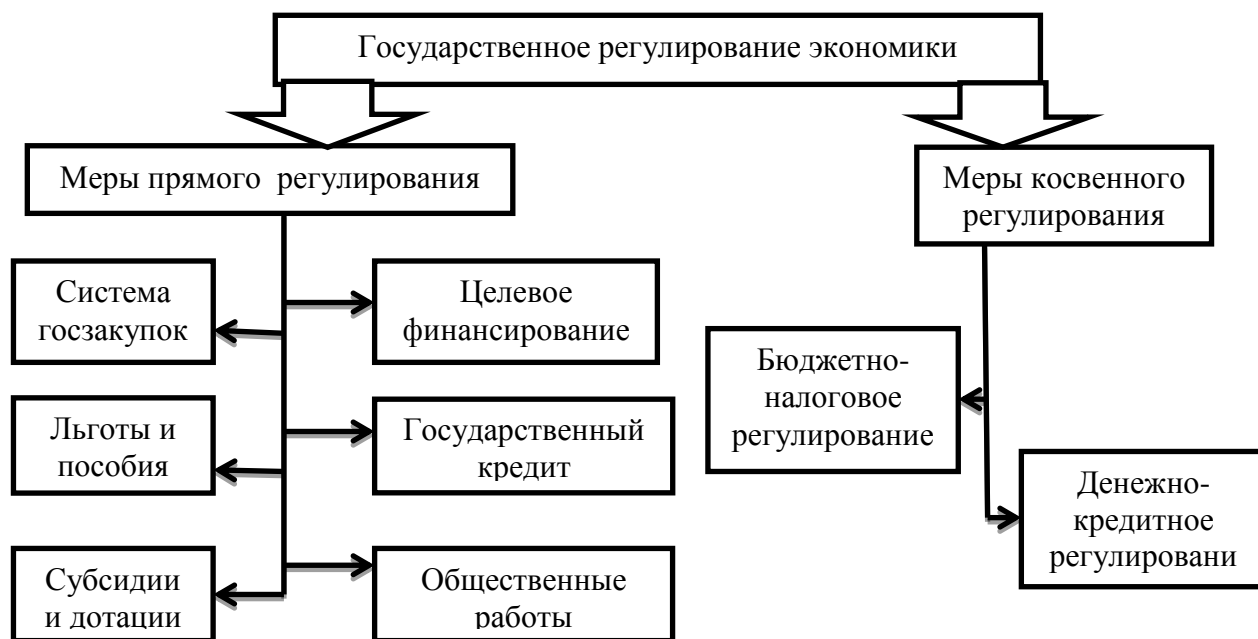 Государственное регулирование экономики
Меры прямого регулирования
Меры косвенного
регулирования
Система
госзакупок
Целевое
финансирование
Бюджетно-
налоговое
регулирование
Льготы и
пособия
Государственный
кредит
Денежно-
кредитное
регулировани
Субсидии
и дотации
Общественные
работы